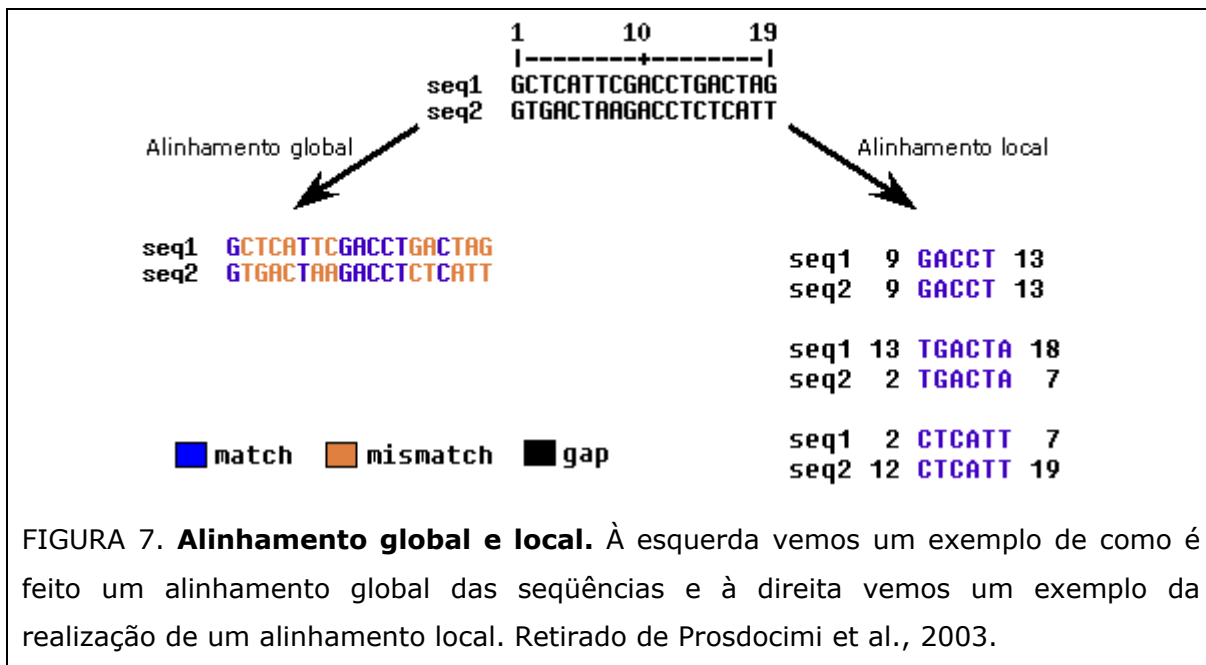 1 10 19
|--------+--------|
seq1 GCTCATTCGACCTGACTAG
seq2 GTGACTAAGACCTCTCATT
Alinhamento global
Alinhamento local
seq1 GCTCATTCGACCTGACTAG
seq2 GTGACTAAGACCTCTCATT
seq1 9 GACCT 13
seq2 9 GACCT 13
seq1 13 TGACTA 18
seq2 2 TGACTA 7
seq1 2 CTCATT 7
seq2 12 CTCATT 19
match mismatch gap
FIGURA 7. Alinhamento global e local. À esquerda vemos um exemplo de como é
feito um alinhamento global das seqüências e à direita vemos um exemplo da
realização de um alinhamento local. Retirado de Prosdocimi et al., 2003.